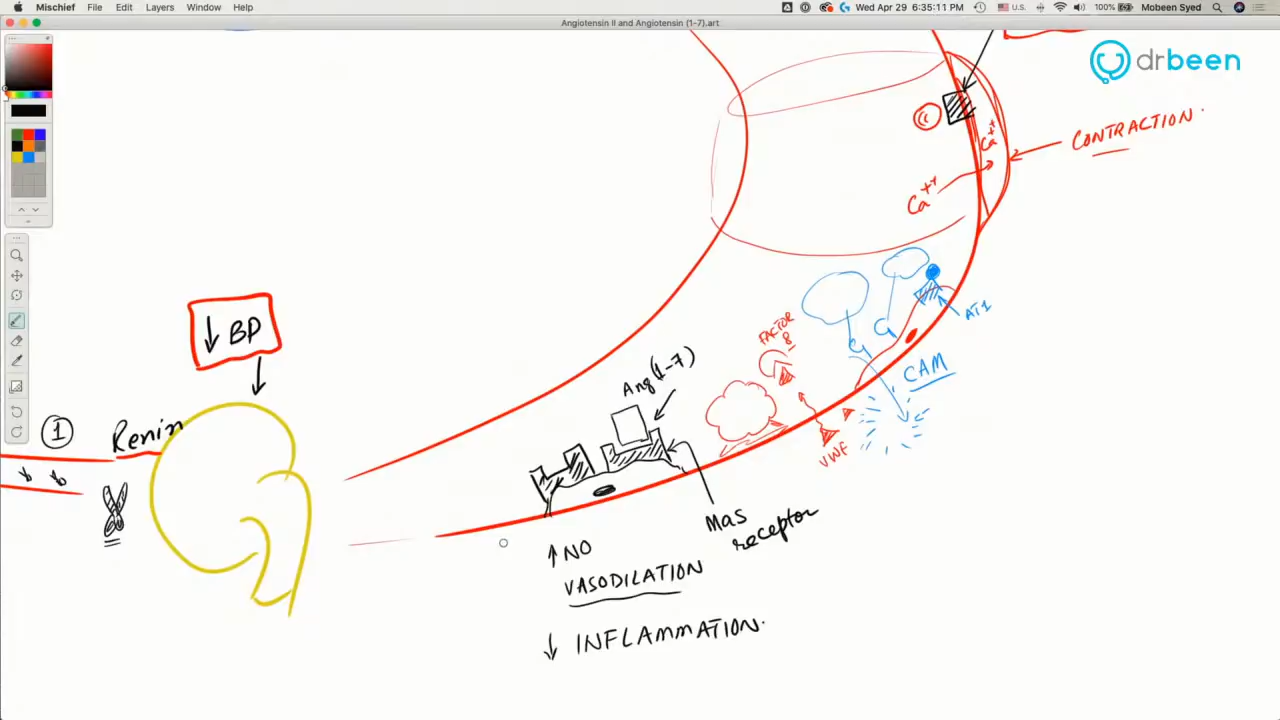 Mischief File Edit Layers Window Help
U.S. 100% Wed Apr 29 6:35:11 PM Mobeen Syed
Angiotensin II and Angiotensin (1-7).art
drbeen
CONTRACTION
Ca++
Ca++
AT1
FACTOR
8
CAM
VWF
↓ BP
1
Renin
Ang (1-7)
Mas
receptor
↑ NO
VASODILATION
↓ INFLAMMATION.